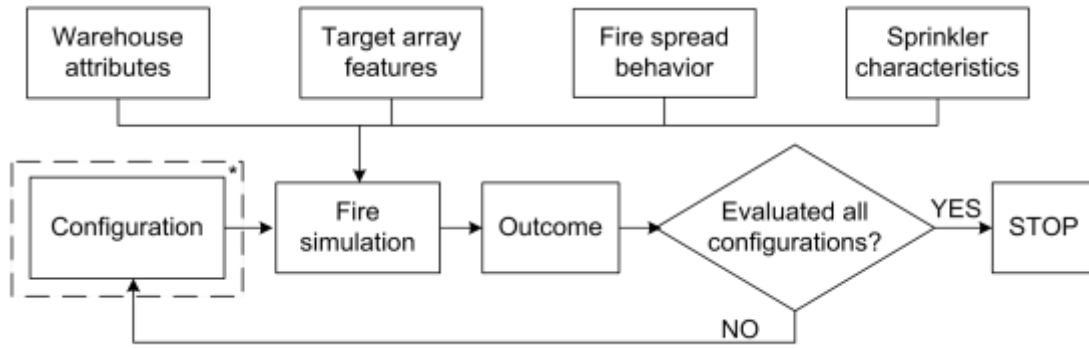 Warehouse
attributes
Target array
features
Fire spread
behavior
Sprinkler
characteristics
*
Configuration
Fire
simulation
Outcome
Evaluated all
configurations?
YES
STOP
NO